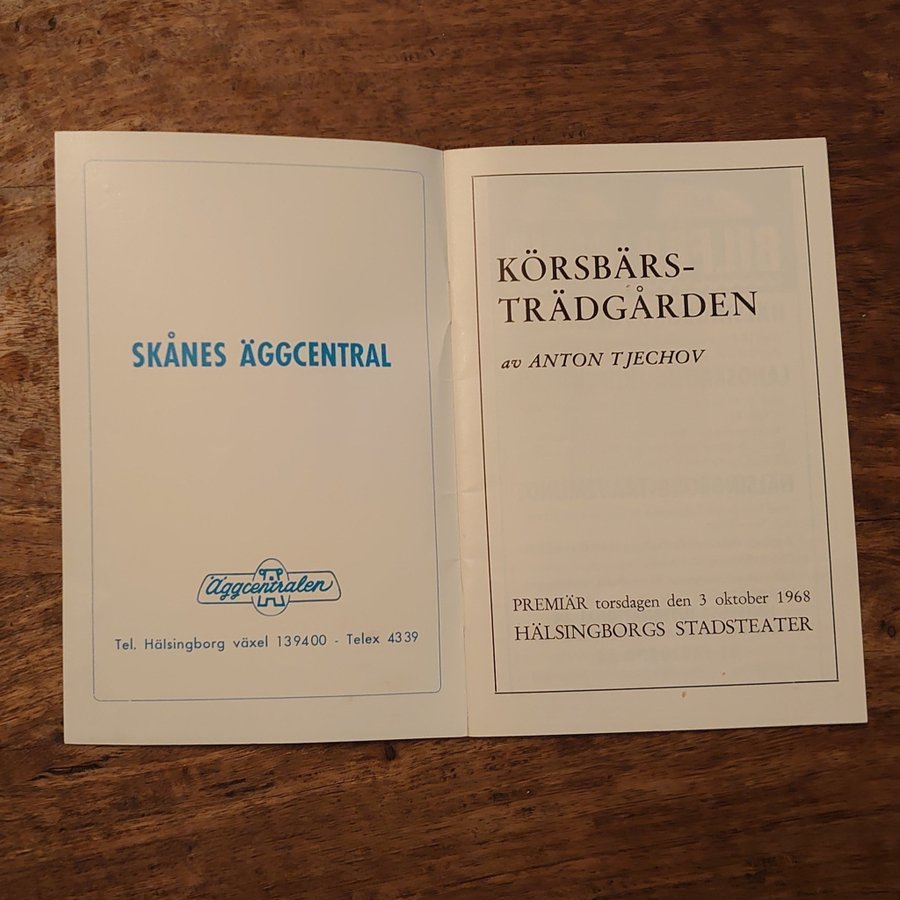 SKÅNES ÄGGCENTRAL
Äggcentralen
Tel. Hälsingborg växel 139400 - Telex 4339
KÖRSBÄRS-
TRÄDGÅRDEN
av ANTON TJECHOV
PREMIÄR torsdagen den 3 oktober 1968
HÄLSINGBORGS STADSTEATER